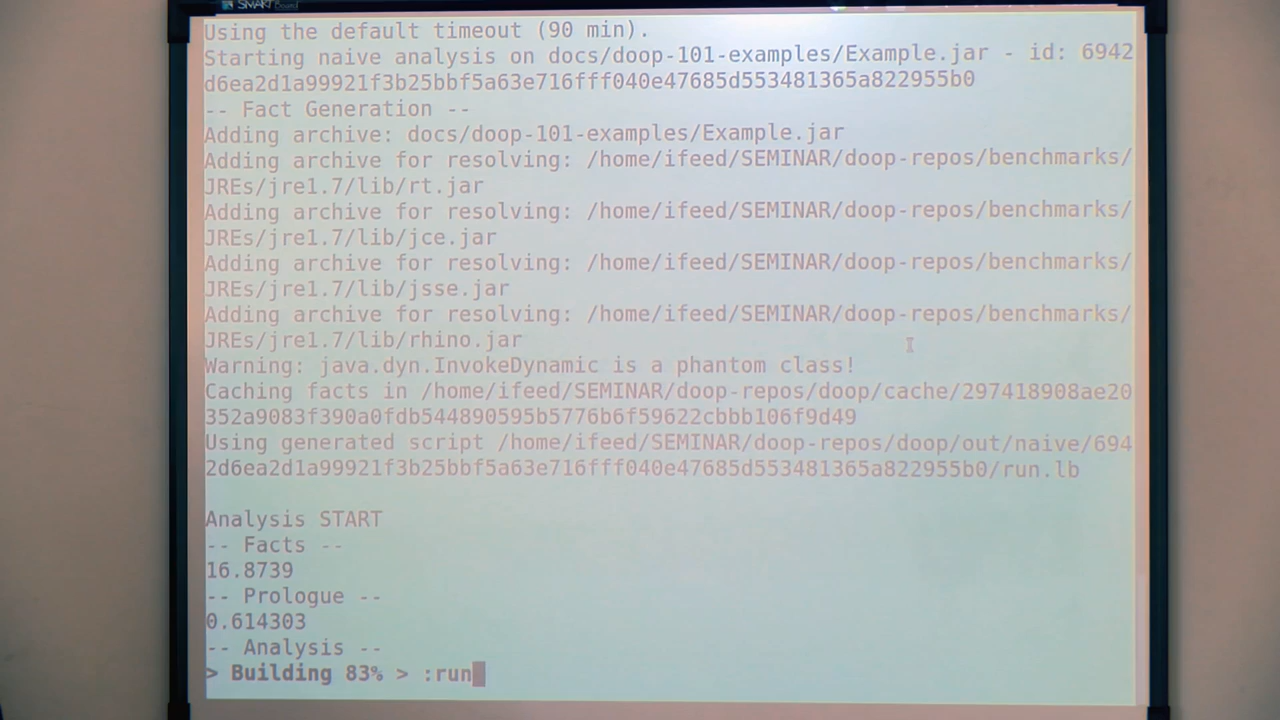 SMART Board
Using the default timeout (90 min).
Starting naive analysis on docs/doop-101-examples/Example.jar - id: 6942
d6ea2d1a99921f3b25bbf5a63e716fff040e47685d553481365a822955b0
-- Fact Generation --
Adding archive: docs/doop-101-examples/Example.jar
Adding archive for resolving: /home/ifeed/SEMINAR/doop-repos/benchmarks/
JREs/jre1.7/lib/rt.jar
Adding archive for resolving: /home/ifeed/SEMINAR/doop-repos/benchmarks/
JREs/jre1.7/lib/jce.jar
Adding archive for resolving: /home/ifeed/SEMINAR/doop-repos/benchmarks/
JREs/jre1.7/lib/jsse.jar
Adding archive for resolving: /home/ifeed/SEMINAR/doop-repos/benchmarks/
JREs/jre1.7/lib/rhino.jar
Warning: java.dyn.InvokeDynamic is a phantom class!
Caching facts in /home/ifeed/SEMINAR/doop-repos/doop/cache/297418908ae20
352a9083f390a0fdb544890595b5776b6f59622cbbb106f9d49
Using generated script /home/ifeed/SEMINAR/doop-repos/doop/out/naive/694
2d6ea2d1a99921f3b25bbf5a63e716fff040e47685d553481365a822955b0/run.lb
Analysis START
-- Facts --
16.8739
-- Prologue --
0.614303
-- Analysis --
> Building 83% > :run